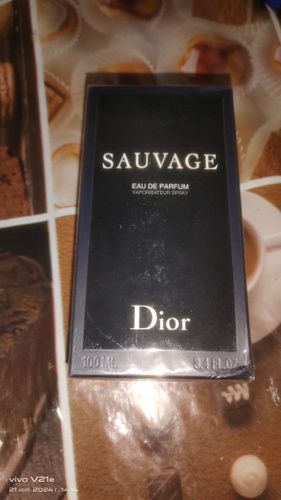 SAUVAGE
EAU DE PARFUM
VAPORISATEUR SPRAY
Dior
100 ML
3.4 FL.OZ
vivo V21e